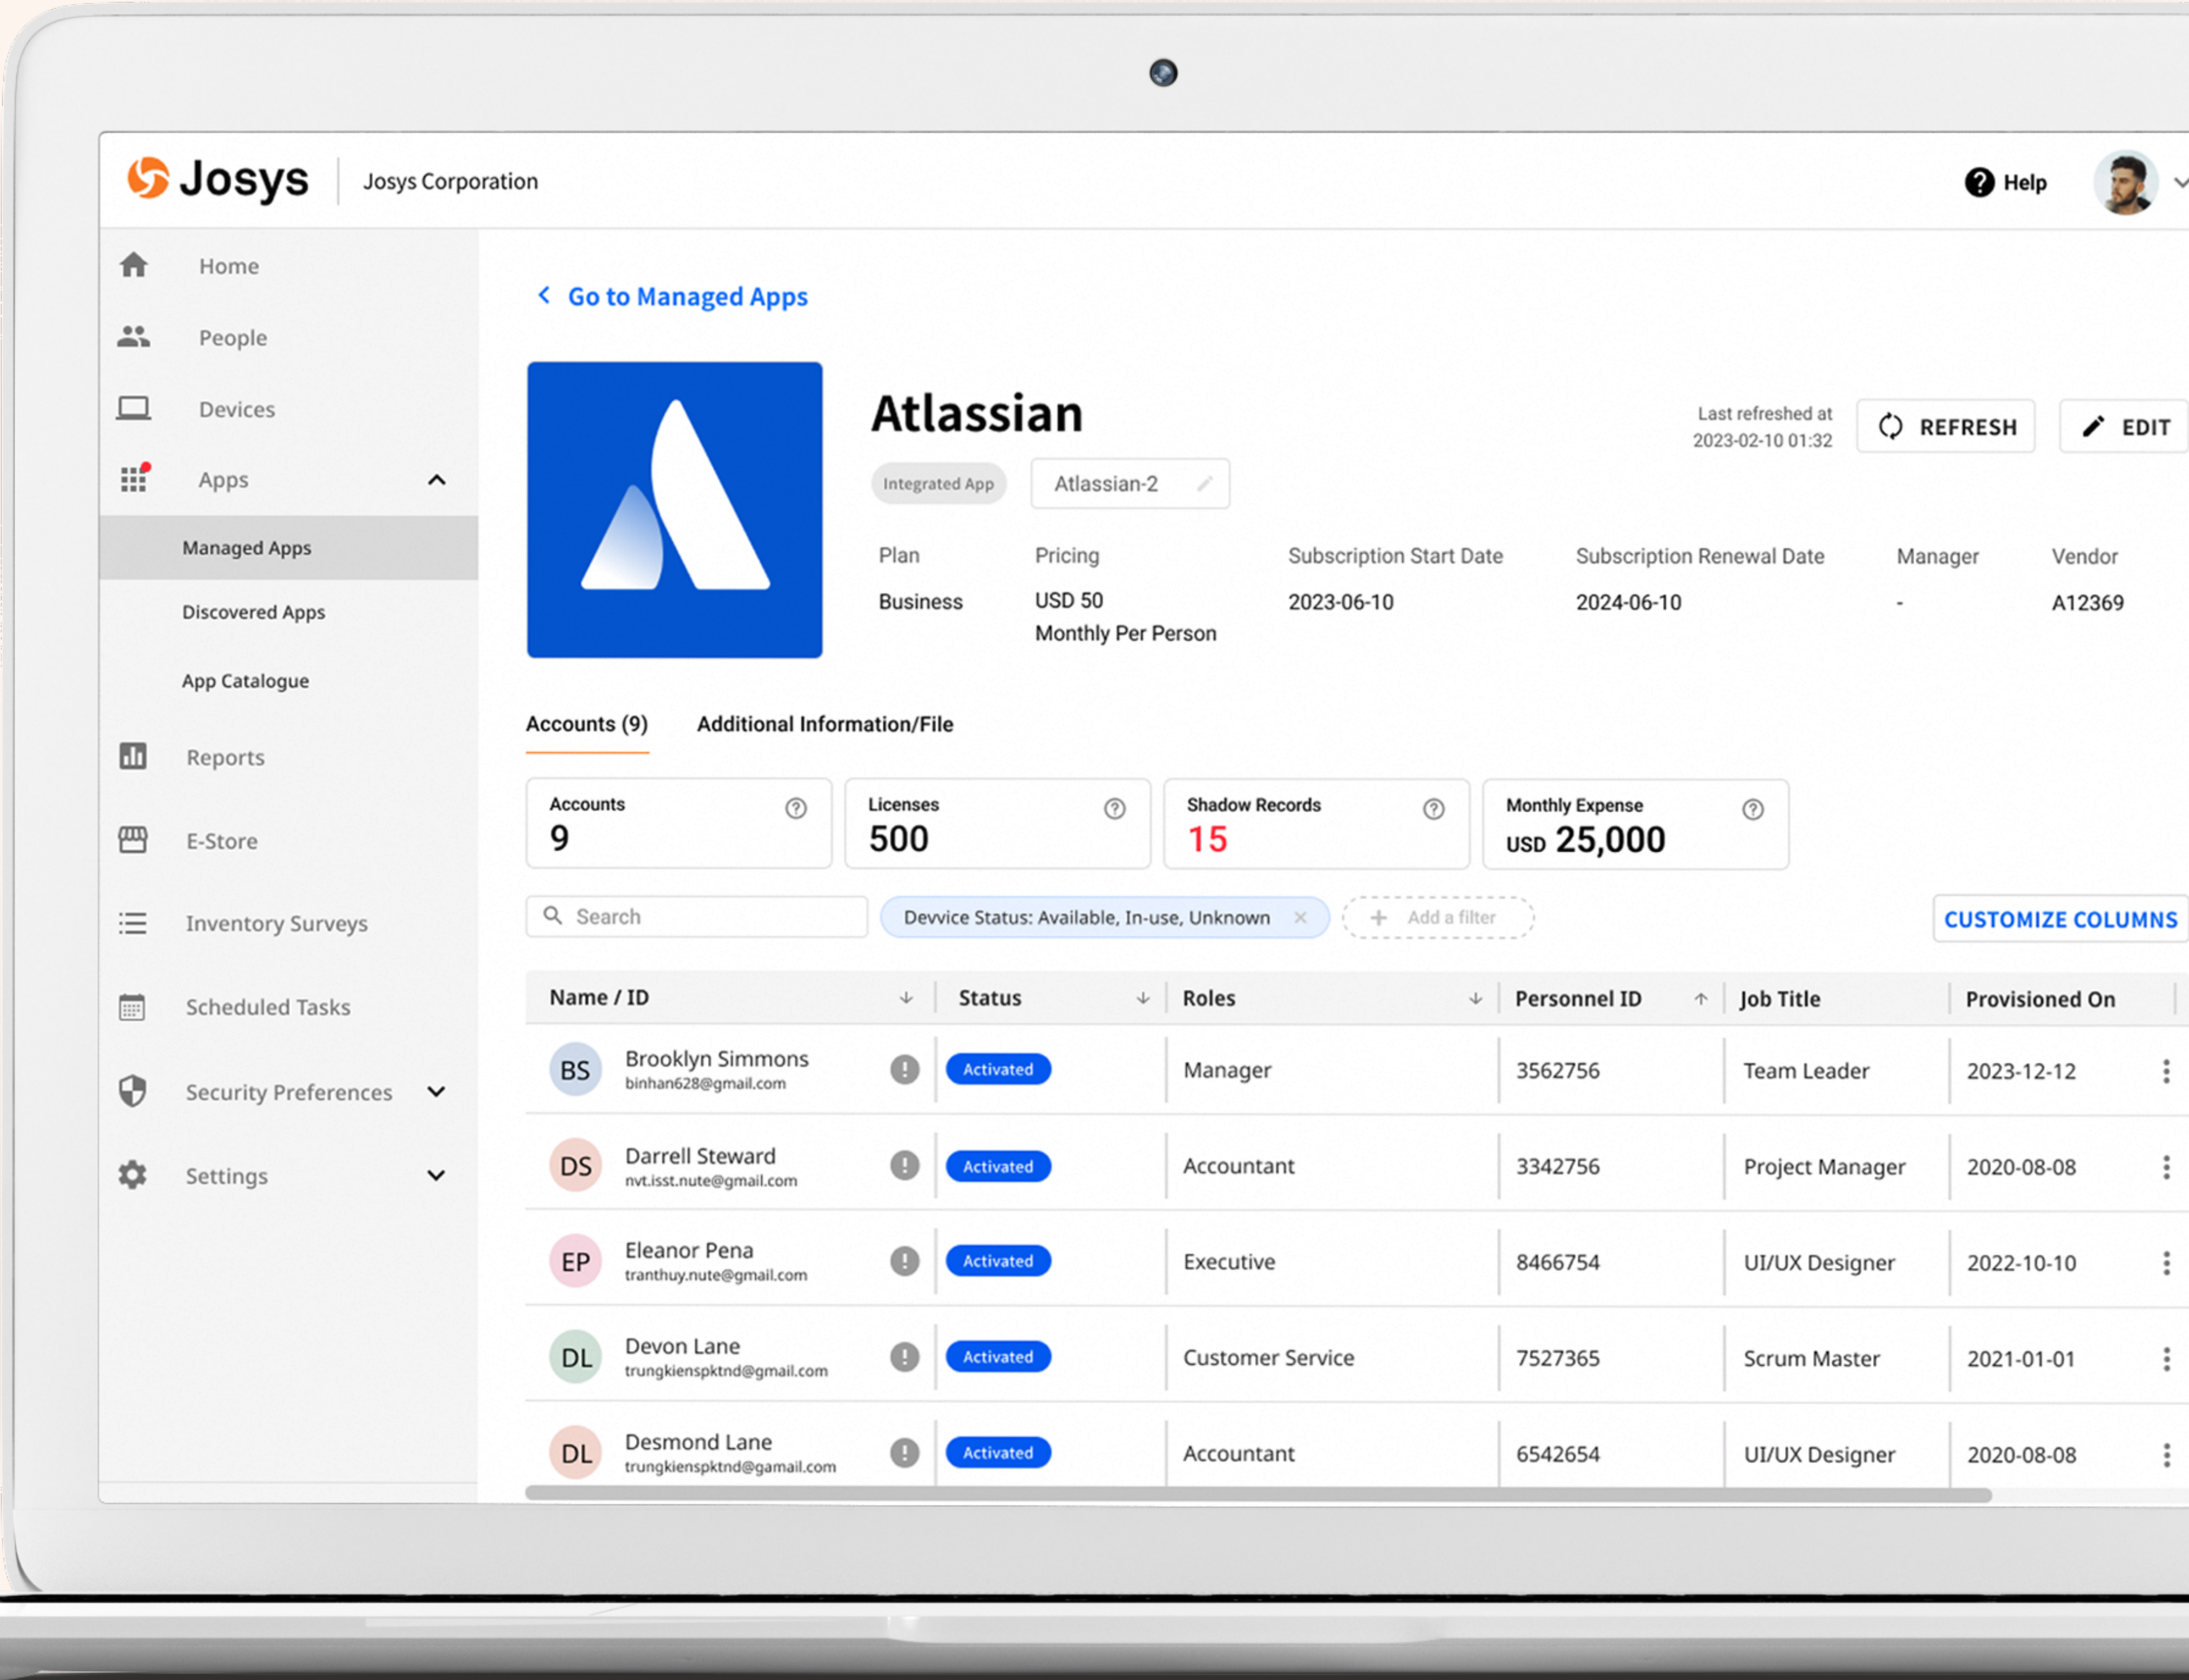 Josys
Josys Corporation
Help
Home
People
Devices
Apps
Managed Apps
Discovered Apps
App Catalogue
Reports
E-Store
Inventory Surveys
Scheduled Tasks
Security Preferences
Settings
Go to Managed Apps
Atlassian
Integrated App
Atlassian-2
Last refreshed at
2023-02-10 01:32
REFRESH
EDIT
Plan Pricing Subscription Start Date Subscription Renewal Date Manager Vendor
Business USD 50 2023-06-10 2024-06-10 - A12369
Monthly Per Person
Accounts (9) Additional Information/File
Accounts
9
Licenses
500
Shadow Records
15
Monthly Expense
USD 25,000
Search
Devvice Status: Available, In-use, Unknown
Add a filter
CUSTOMIZE COLUMNS
Name / ID Status Roles Personnel ID Job Title Provisioned On
BS Brooklyn Simmons Activated Manager 3562756 Team Leader 2023-12-12
binhan628@gmail.com
DS Darrell Steward Activated Accountant 3342756 Project Manager 2020-08-08
nvt.isst.nute@gmail.com
EP Eleanor Pena Activated Executive 8466754 UI/UX Designer 2022-10-10
tranthuy.nute@gmail.com
DL Devon Lane Activated Customer Service 7527365 Scrum Master 2021-01-01
trungkienspktnd@gmail.com
DL Desmond Lane Activated Accountant 6542654 UI/UX Designer 2020-08-08
trungkienspktnd@gamail.com